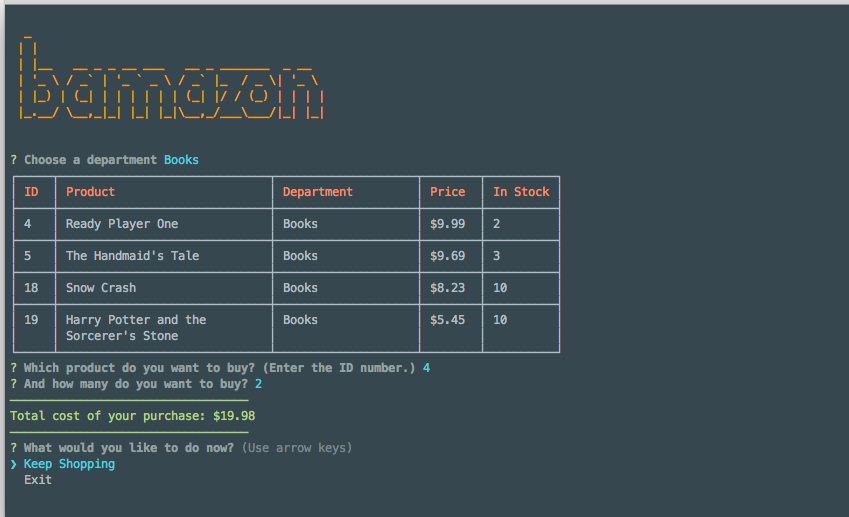 bamazon
? Choose a department Books
ID Product Department Price In Stock
4 Ready Player One Books $9.99 2
5 The Handmaid's Tale Books $9.69 3
18 Snow Crash Books $8.23 10
19 Harry Potter and the Books $5.45 10
Sorcerer's Stone
? Which product do you want to buy? (Enter the ID number.) 4
? And how many do you want to buy? 2
Total cost of your purchase: $19.98
? What would you like to do now? (Use arrow keys)
❯ Keep Shopping
Exit